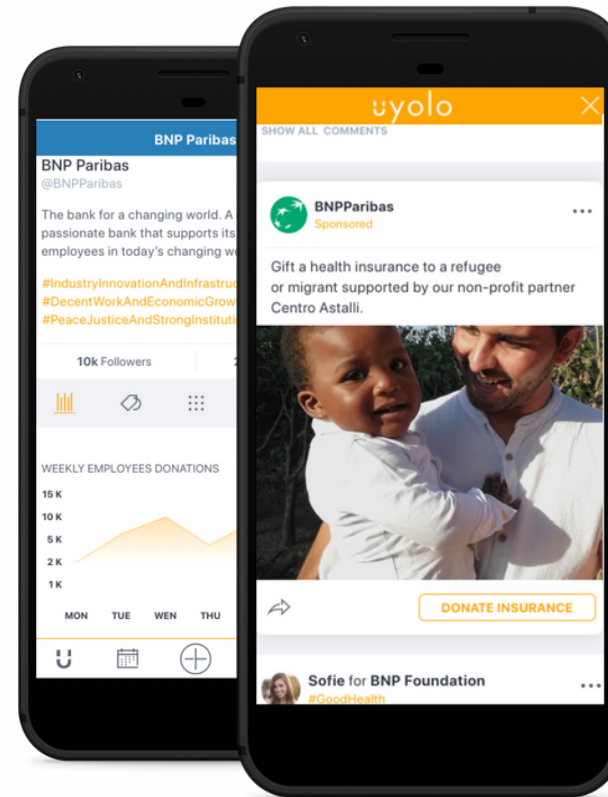 BNP Paribas
BNP Paribas
@BNPParibas
The bank for a changing world. A
passionate bank that supports its
employees in today's changing
#IndustryInnovationAndInfrastruc
#DecentWorkAndEconomicGrow
#PeaceJusticeAndStrongInstituti
10k Followers
WEEKLY EMPLOYEES DONATIONS
15 K
10 K
5 K
2 K
1 K
MON TUE WEN THU
uyolo
SHOW ALL COMMENTS
BNPParibas
Sponsored
Gift a health insurance to a refugee
or migrant supported by our non-profit partner
Centro Astalli.
DONATE INSURANCE
Sofie for BNP Foundation
#GoodHealth